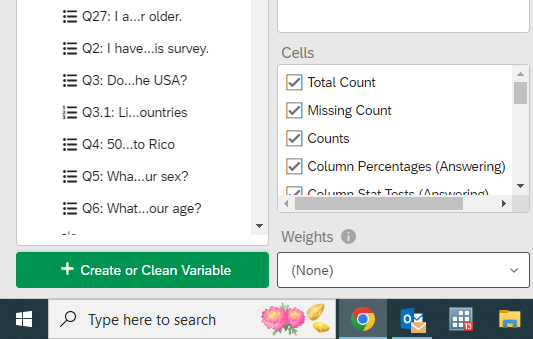 Q27: I a...r older.
Q2: I have...is survey.
Q3: Do...he USA?
Q3.1: Li...ountries
Q4: 50...to Rico
Q5: Wha...ur sex?
Q6: What...our age?
+ Create or Clean Variable
Cells
Total Count
Missing Count
Counts
Column Percentages (Answering)
Column Stat Tests (Answering)
Weights
(None)
Type here to search
13